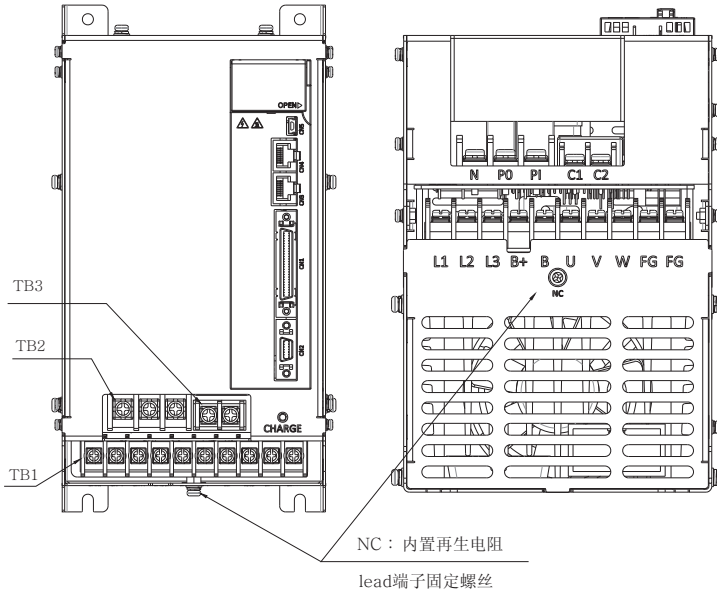 OPEN▷
CN5
CN4
CN3
CN1
CN2
TB3
TB2
TB1
CHARGE
N P0 PI C1 C2
L1 L2 L3 B+ B U V W FG FG
NC
NC：内置再生电阻
lead端子固定螺丝